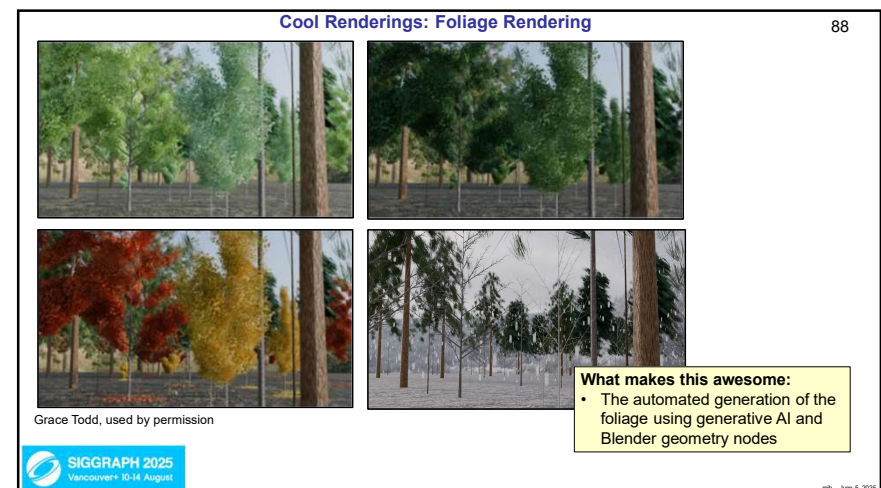 Cool Renderings: Foliage Rendering
88
What makes this awesome:
• The automated generation of the
foliage using generative AI and
Blender geometry nodes
Grace Todd, used by permission
SIGGRAPH 2025
Vancouver+ 10-14 August